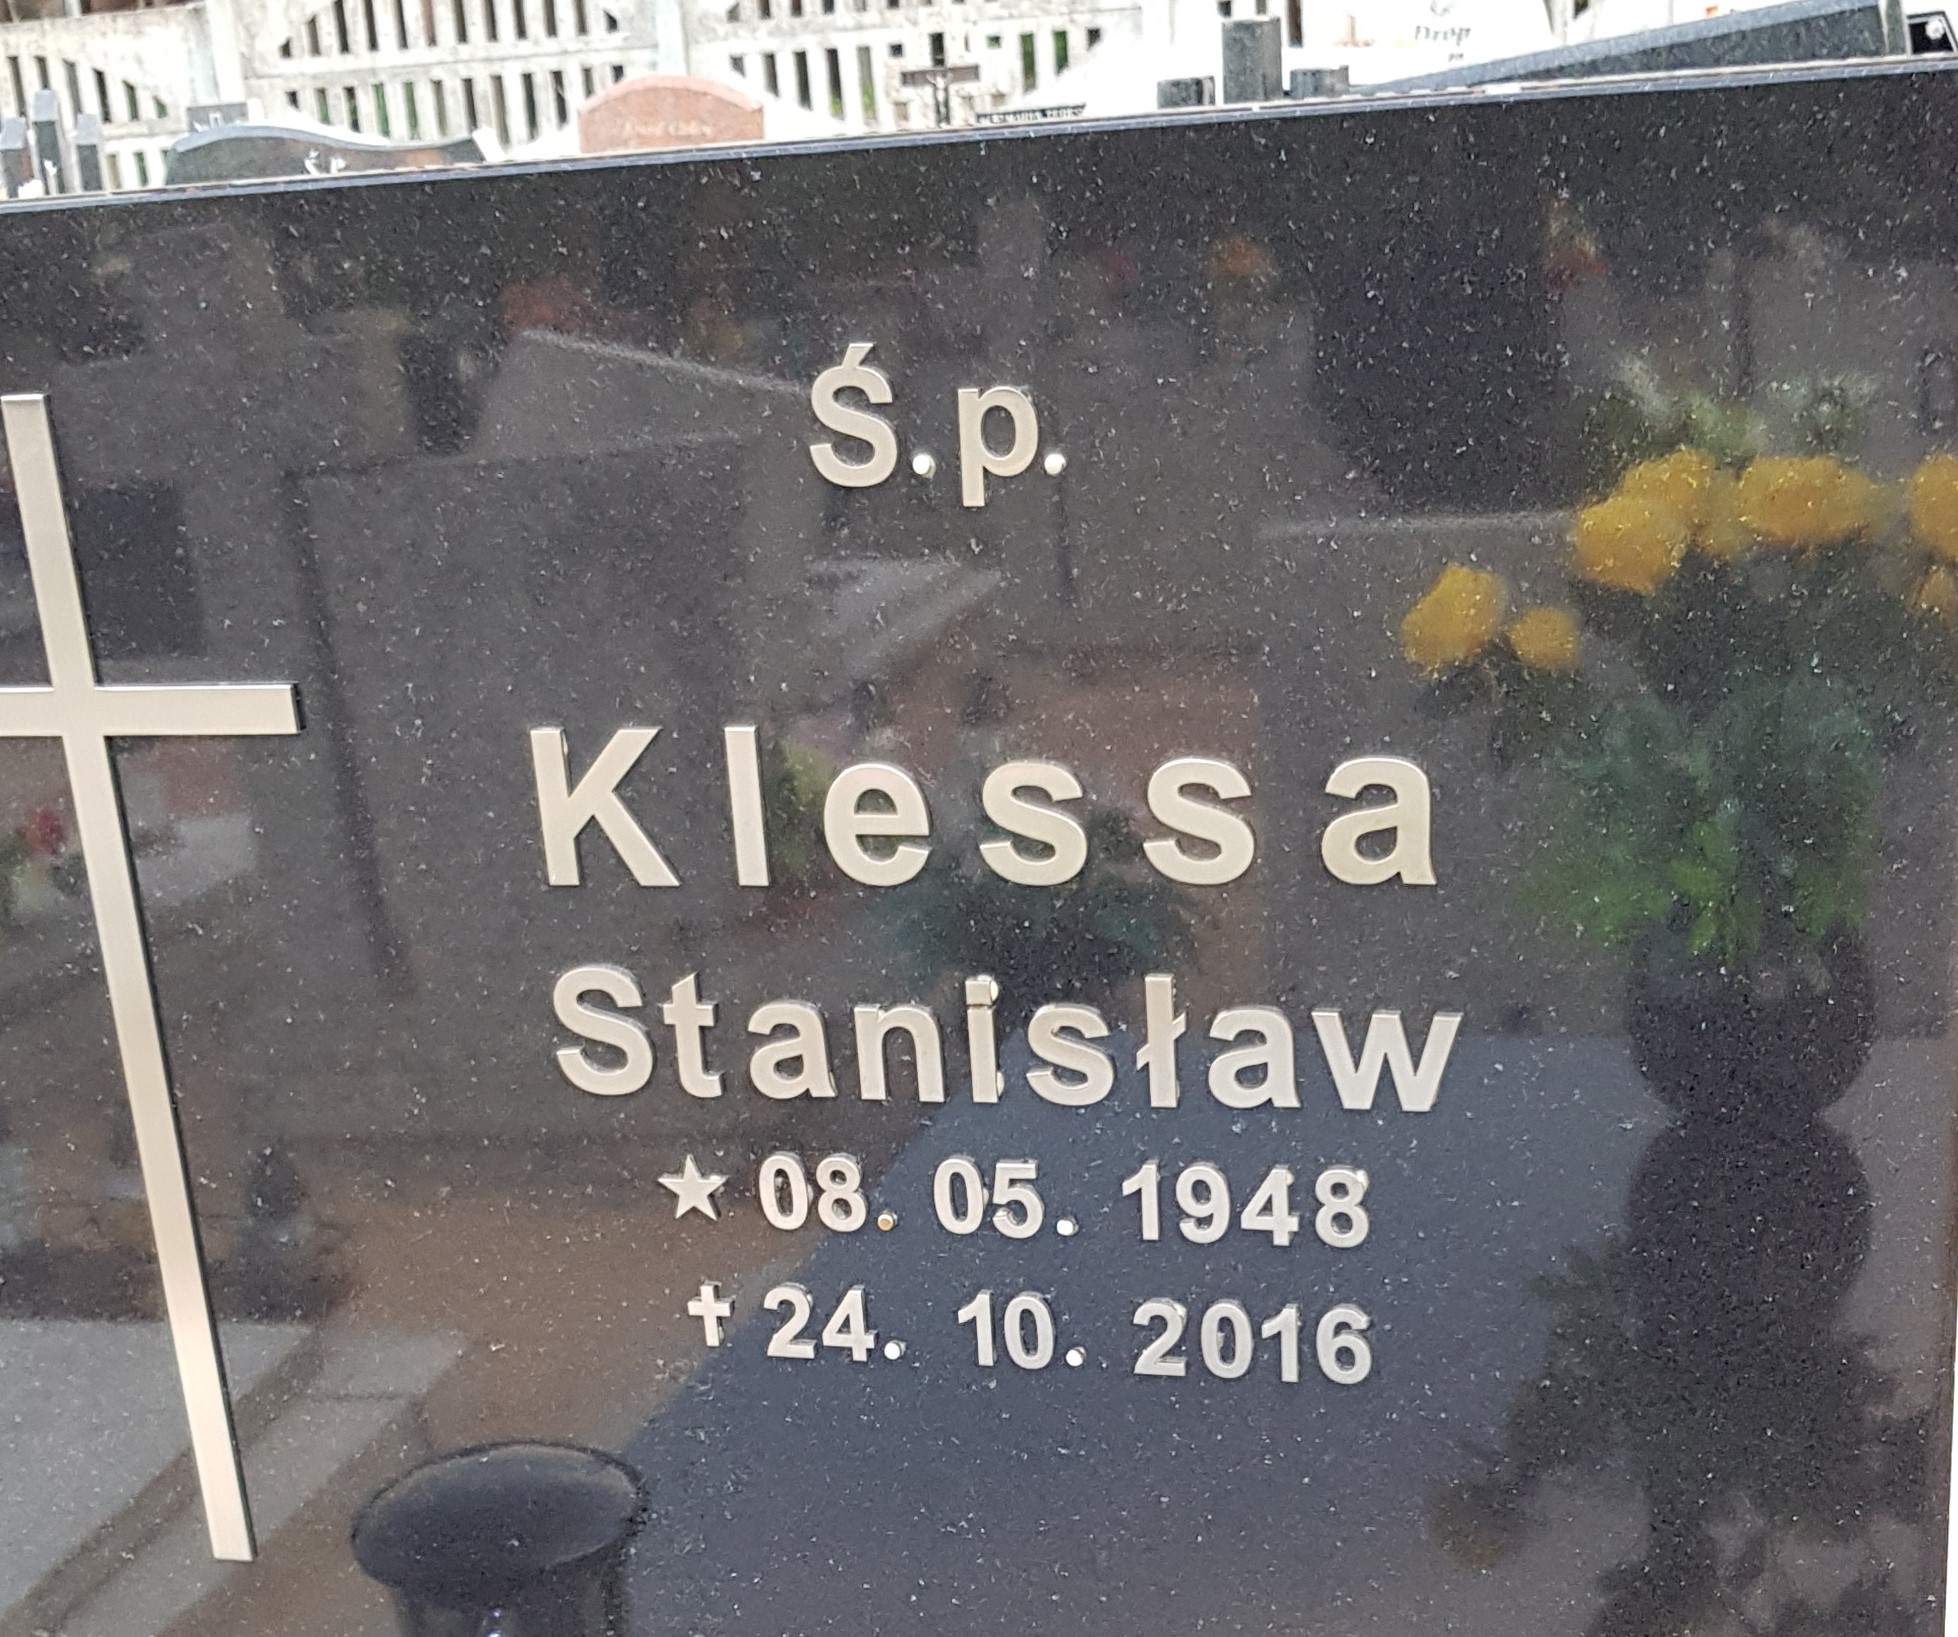 Ś.p.
Klessa
Stanisław
★ 08. 05. 1948
✝ 24. 10. 2016